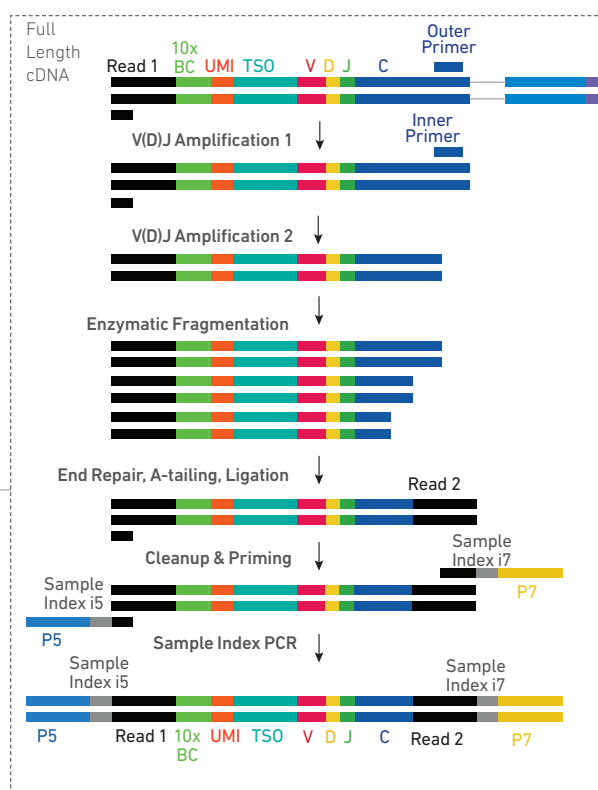 Full
Length
cDNA
Outer
Primer
Read 1 10x BC UMI TSO V D J C
V(D)J Amplification 1
Inner
Primer
V(D)J Amplification 2
Enzymatic Fragmentation
End Repair, A-tailing, Ligation
Read 2
Cleanup & Priming
Sample
Index i7
P7
Sample
Index i5
P5
Sample Index PCR
Sample
Index i5
Sample
Index i7
P5 Read 1 10x BC UMI TSO V D J C Read 2 P7